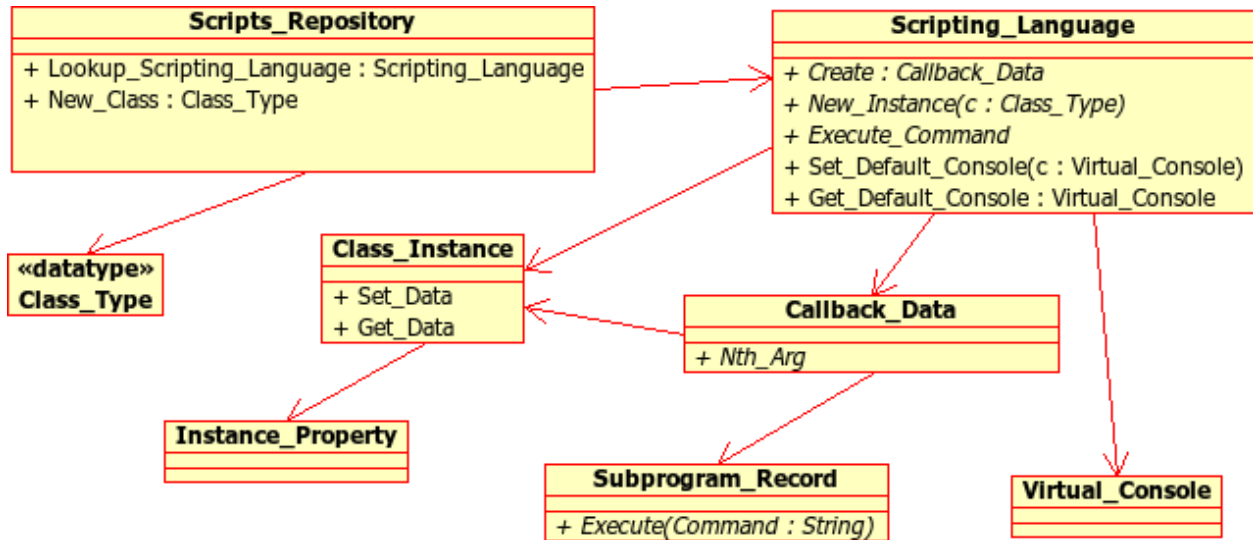 Scripts_Repository
+ Lookup_Scripting_Language : Scripting_Language
+ New_Class : Class_Type
Scripting_Language
+ Create : Callback_Data
+ New_Instance(c : Class_Type)
+ Execute_Command
+ Set_Default_Console(c : Virtual_Console)
+ Get_Default_Console : Virtual_Console
«datatype»
Class_Type
Class_Instance
+ Set_Data
+ Get_Data
Callback_Data
+ Nth_Arg
Instance_Property
Subprogram_Record
+ Execute(Command : String)
Virtual_Console